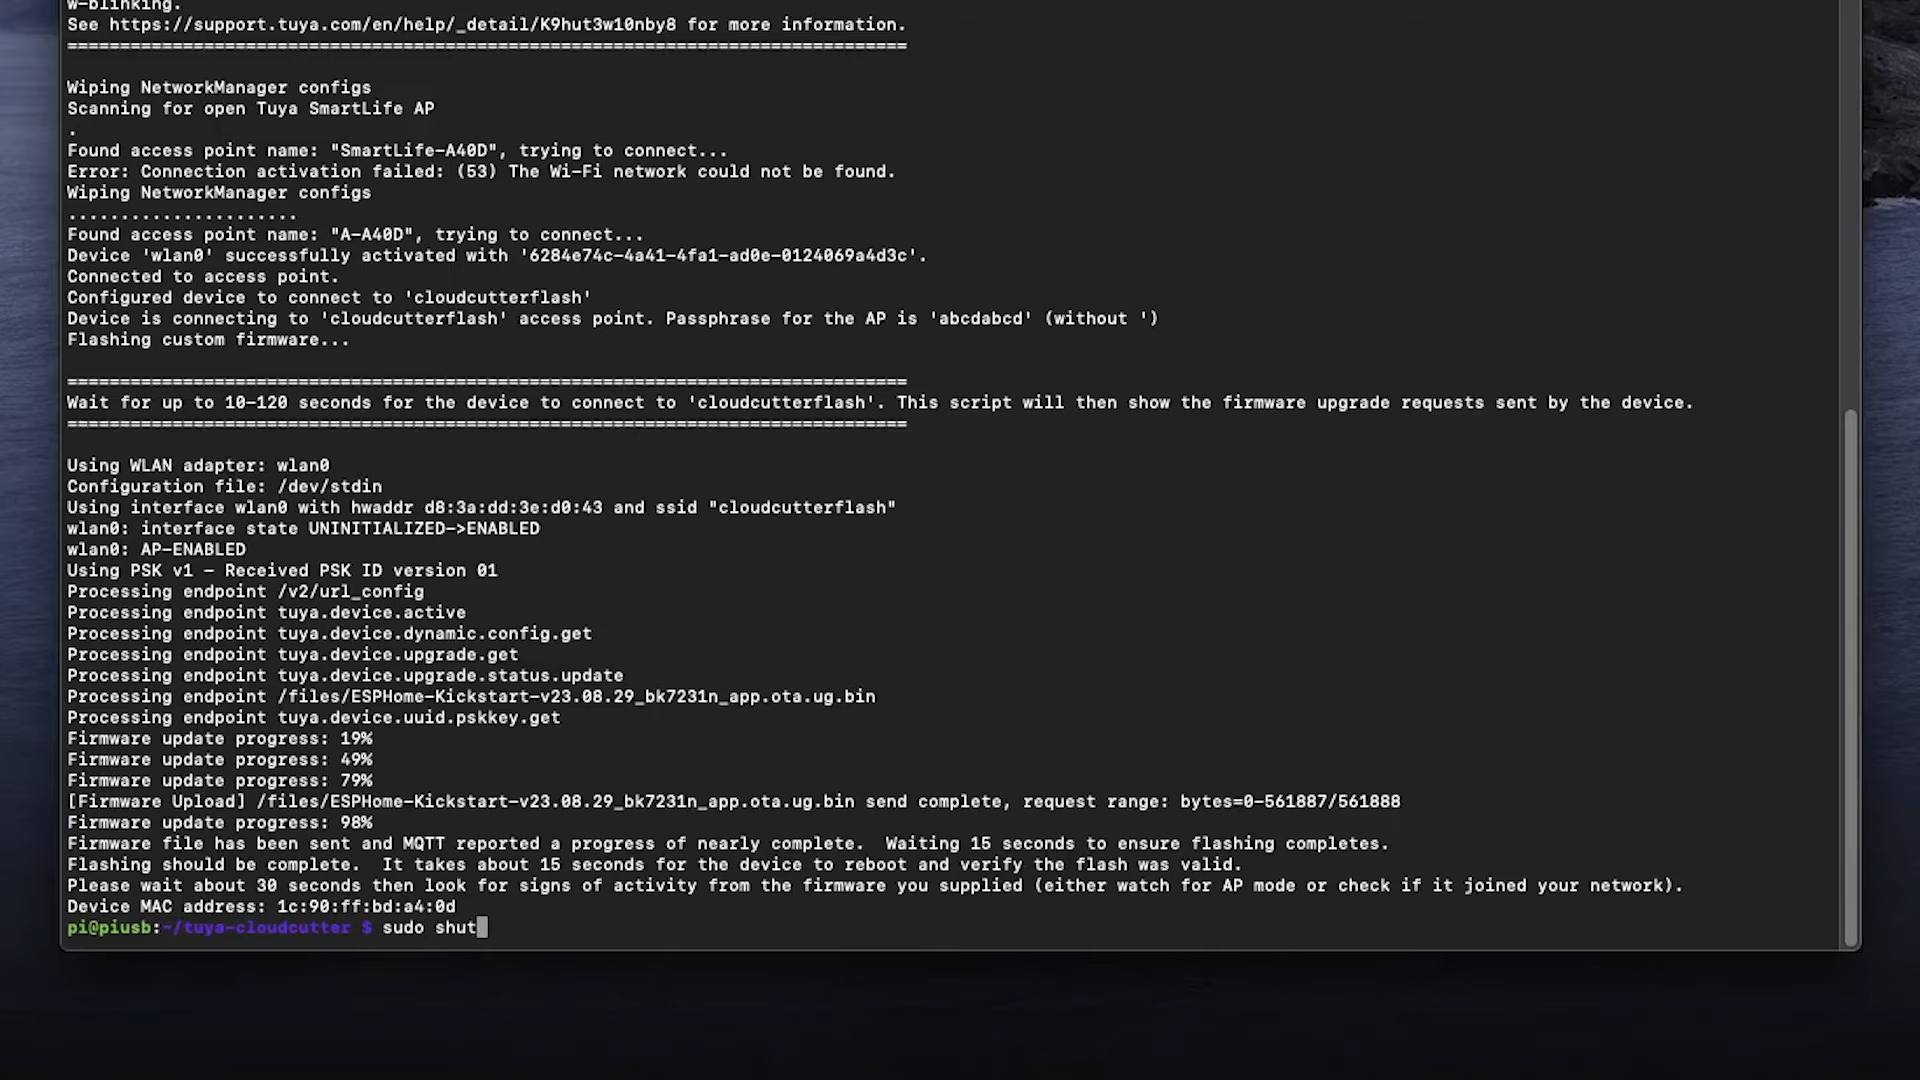 w-blinking.
See https://support.tuya.com/en/help/_detail/K9hut3w10nby8 for more information.
================================================================================
Wiping NetworkManager configs
Scanning for open Tuya SmartLife AP
.
Found access point name: "SmartLife-A40D", trying to connect...
Error: Connection activation failed: (53) The Wi-Fi network could not be found.
Wiping NetworkManager configs
......................
Found access point name: "A-A40D", trying to connect...
Device 'wlan0' successfully activated with '6284e74c-4a41-4fa1-ad0e-0124069a4d3c'.
Connected to access point.
Configured device to connect to 'cloudcutterflash'
Device is connecting to 'cloudcutterflash' access point. Passphrase for the AP is 'abcdabcd' (without ')
Flashing custom firmware...
================================================================================
Wait for up to 10-120 seconds for the device to connect to 'cloudcutterflash'. This script will then show the firmware upgrade requests sent by the device.
================================================================================
Using WLAN adapter: wlan0
Configuration file: /dev/stdin
Using interface wlan0 with hwaddr d8:3a:dd:3e:d0:43 and ssid "cloudcutterflash"
wlan0: interface state UNINITIALIZED->ENABLED
wlan0: AP-ENABLED
Using PSK v1 - Received PSK ID version 01
Processing endpoint /v2/url_config
Processing endpoint tuya.device.active
Processing endpoint tuya.device.dynamic.config.get
Processing endpoint tuya.device.upgrade.get
Processing endpoint tuya.device.upgrade.status.update
Processing endpoint /files/ESPHome-Kickstart-v23.08.29_bk7231n_app.ota.ug.bin
Processing endpoint tuya.device.uuid.pskkey.get
Firmware update progress: 19%
Firmware update progress: 49%
Firmware update progress: 79%
[Firmware Upload] /files/ESPHome-Kickstart-v23.08.29_bk7231n_app.ota.ug.bin send complete, request range: bytes=0-561887/561888
Firmware update progress: 98%
Firmware file has been sent and MQTT reported a progress of nearly complete.  Waiting 15 seconds to ensure flashing completes.
Flashing should be complete.  It takes about 15 seconds for the device to reboot and verify the flash was valid.
Please wait about 30 seconds then look for signs of activity from the firmware you supplied (either watch for AP mode or check if it joined your network).
Device MAC address: 1c:90:ff:bd:a4:0d
pi@piusb:~/tuya-cloudcutter $ sudo shut